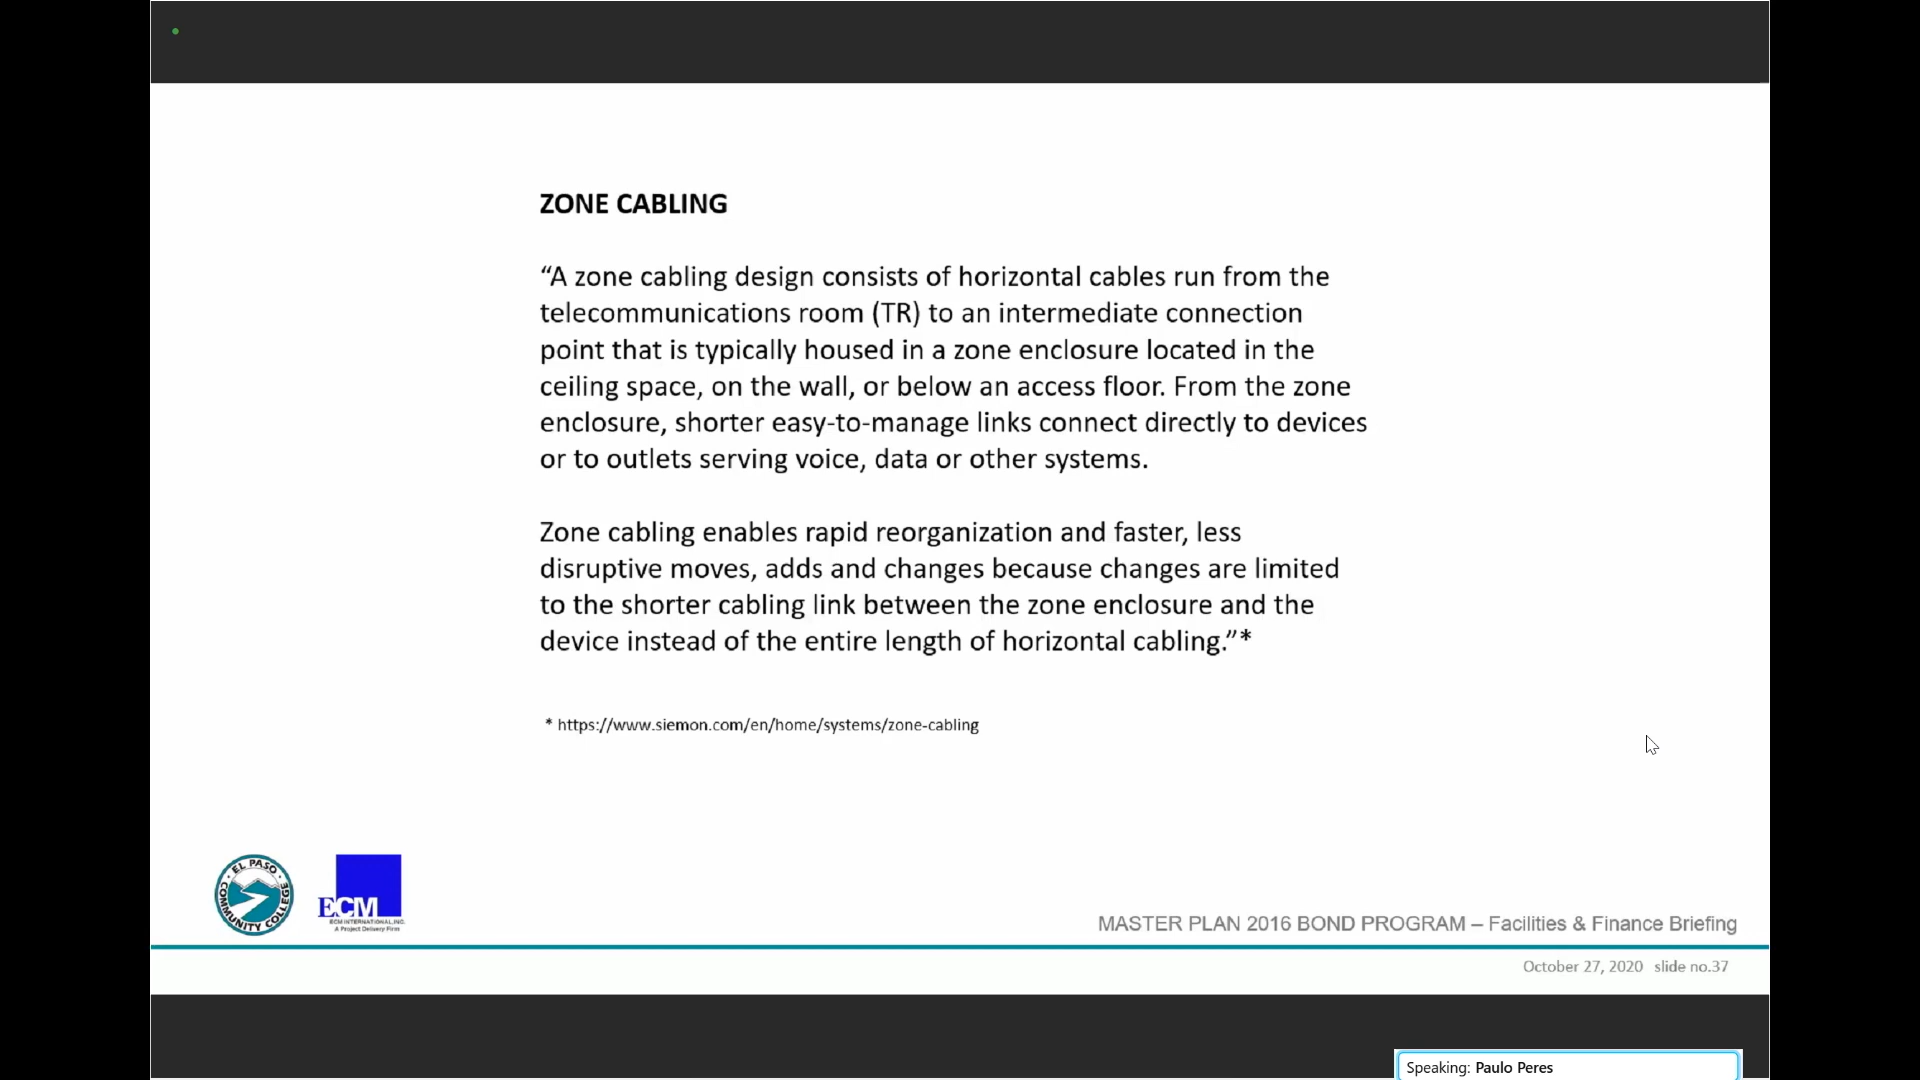 ZONE CABLING
“A zone cabling design consists of horizontal cables run from the
telecommunications room (TR) to an intermediate connection
point that is typically housed in a zone enclosure located in the
ceiling space, on the wall, or below an access floor. From the zone
enclosure, shorter easy-to-manage links connect directly to devices
or to outlets serving voice, data or other systems.
Zone cabling enables rapid reorganization and faster, less
disruptive moves, adds and changes because changes are limited
to the shorter cabling link between the zone enclosure and the
device instead of the entire length of horizontal cabling.”*
* https://www.siemon.com/en/home/systems/zone-cabling
EL PASO
COMMUNITY COLLEGE
ECM
ECM INTERNATIONAL, INC.
A Project Delivery Firm
MASTER PLAN 2016 BOND PROGRAM – Facilities & Finance Briefing
October 27, 2020 slide no.37
Speaking: Paulo Peres